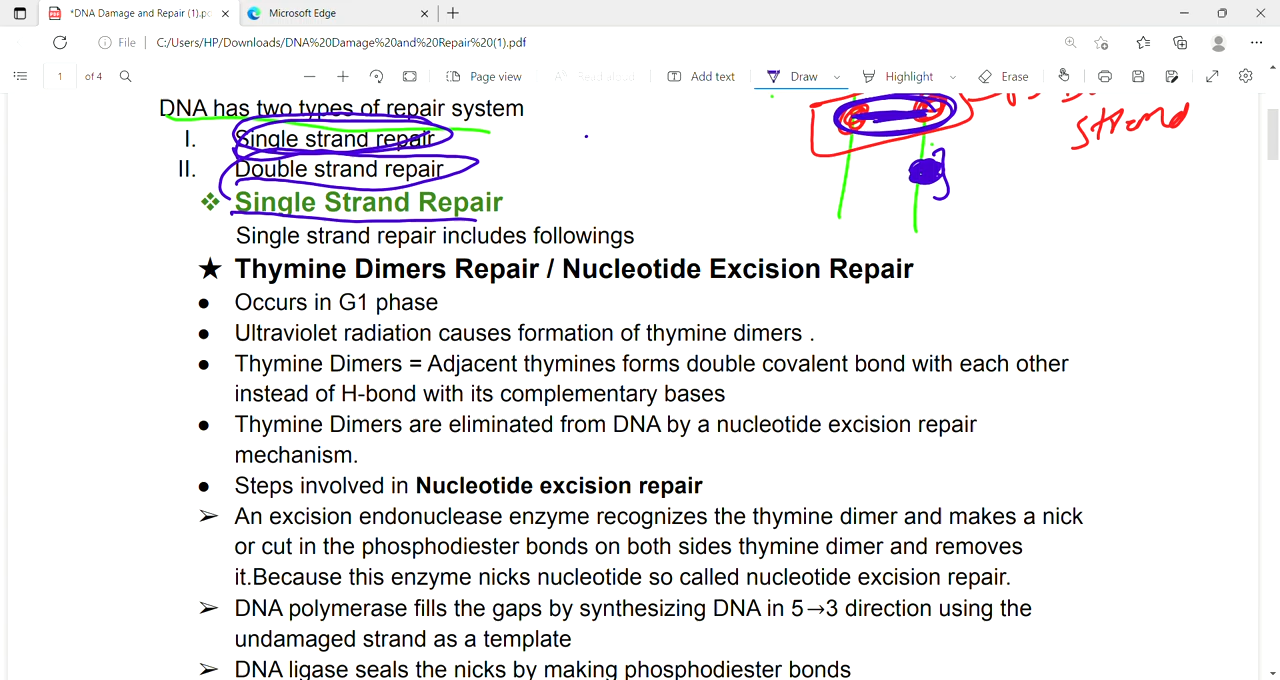 *DNA Damage and Repair (1).pd
Microsoft Edge
File
C:/Users/HP/Downloads/DNA%20Damage%20and%20Repair%20(1).pdf
1 of 4
Page view
Read aloud
Add text
Draw
Highlight
Erase
DNA has two types of repair system
strand
I. Single strand repair
II. Double strand repair
❖ Single Strand Repair
Single strand repair includes followings
★ Thymine Dimers Repair / Nucleotide Excision Repair
● Occurs in G1 phase
● Ultraviolet radiation causes formation of thymine dimers .
● Thymine Dimers = Adjacent thymines forms double covalent bond with each other
instead of H-bond with its complementary bases
● Thymine Dimers are eliminated from DNA by a nucleotide excision repair
mechanism.
● Steps involved in Nucleotide excision repair
➢ An excision endonuclease enzyme recognizes the thymine dimer and makes a nick
or cut in the phosphodiester bonds on both sides thymine dimer and removes
it.Because this enzyme nicks nucleotide so called nucleotide excision repair.
➢ DNA polymerase fills the gaps by synthesizing DNA in 5→3 direction using the
undamaged strand as a template
➢ DNA ligase seals the nicks by making phosphodiester bonds